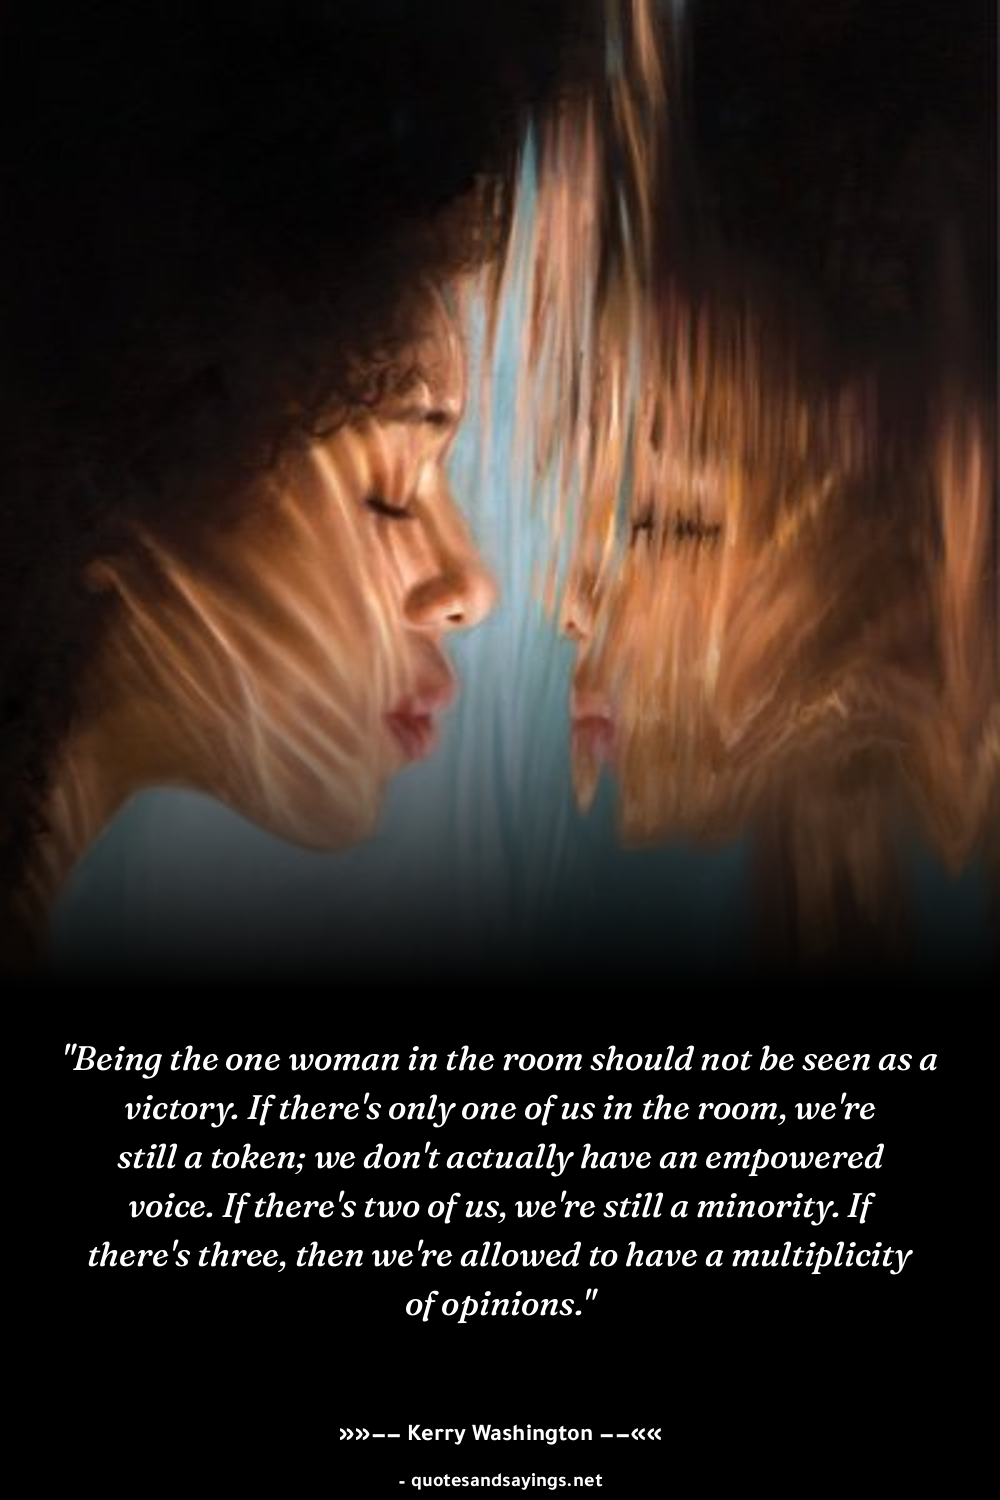 "Being the one woman in the room should not be seen as a
victory. If there's only one of us in the room, we're
still a token; we don't actually have an empowered
voice. If there's two of us, we're still a minority. If
there's three, then we're allowed to have a multiplicity
of opinions."
»»−− Kerry Washington −−««
- quotesandsayings.net